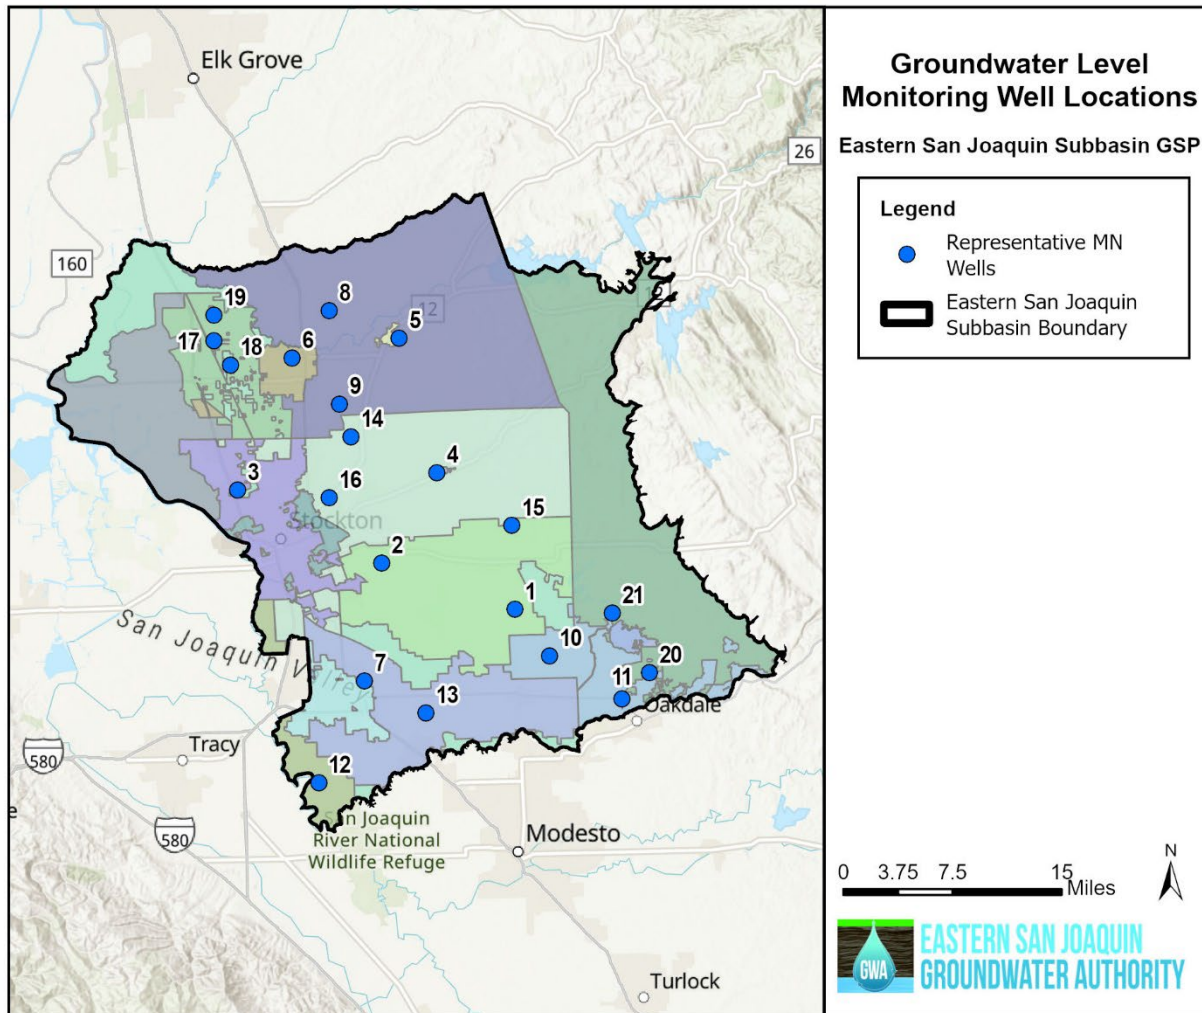 Elk Grove
26
160
12
12
19
8
17
5
18
6
9
14
4
3
16
Stockton
15
2
1
21
San Joaquin Valley
10
7
20
11
13
Oakdale
Tracy
580
12
San Joaquin
River National
Wildlife Refuge
580
Modesto
Turlock
e
Groundwater Level
Monitoring Well Locations
Eastern San Joaquin Subbasin GSP
Legend
Representative MN
Wells
Eastern San Joaquin
Subbasin Boundary
N
0 3.75 7.5 15
Miles
GWA
EASTERN SAN JOAQUIN
GROUNDWATER AUTHORITY